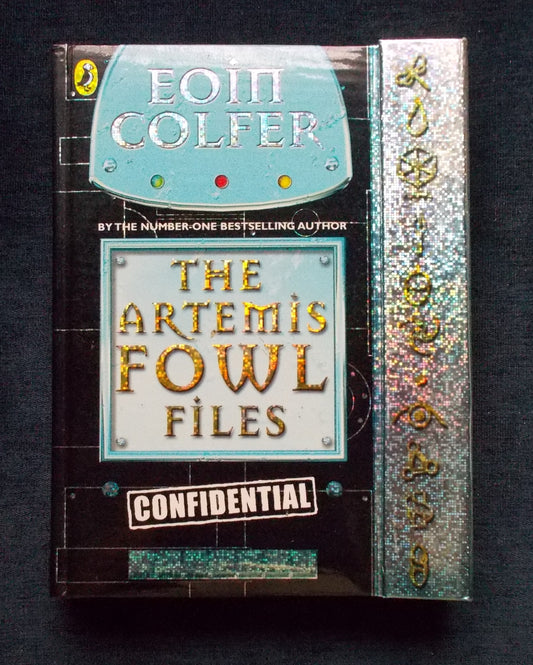 EOIN
COLFER
BY THE NUMBER-ONE BESTSELLING AUTHOR
THE
ARTEMIS
FOWL
FILES
CONFIDENTIAL